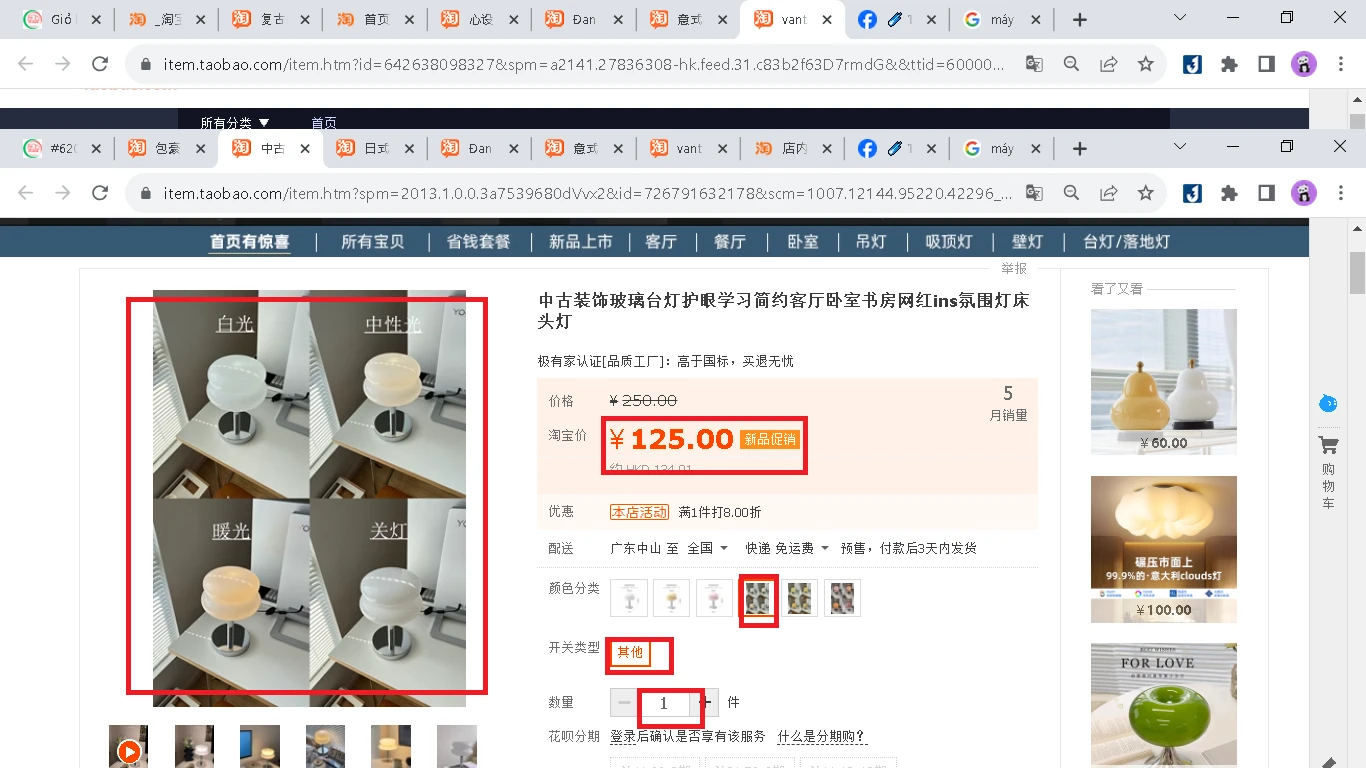 Giỏ
_淘宝
复古
首页
心设
Đan
意式
vant
máy
item.taobao.com/item.htm?id=642638098327&spm=a2141.27836308-hk.feed.31.c83b2f63D7rmdG&&ttid=60000...
所有分类 ▼ 首页
#620
包豪
中古
日式
Đan
意式
vant
店内
máy
item.taobao.com/item.htm?spm=2013.1.0.0.3a7539680dVvx2&id=726791632178&scm=1007.12144.95220.42296_...
首页有惊喜 | 所有宝贝 | 省钱套餐 | 新品上市 | 客厅 | 餐厅 | 卧室 | 吊灯 | 吸顶灯 | 壁灯 | 台灯/落地灯
举报
白光 中性光
暖光 关灯
中古装饰玻璃台灯护眼学习简约客厅卧室书房网红ins氛围灯床
头灯
极有家认证[品质工厂]：高于国标，买退无忧
价格 ¥ 250.00
5
月销量
淘宝价 ¥ 125.00 新品促销
约 HKD 134.01
优惠 本店活动 满1件打8.00折
配送 广东中山 至 全国 快递 免运费 预售，付款后3天内发货
颜色分类
开关类型 其他
数量 1 件
花呗分期 登录后确认是否享有该服务 什么是分期购?
看了又看
¥60.00
碾压市面上
99.9%的-意大利clouds灯
¥100.00
FOR LOVE
购物车